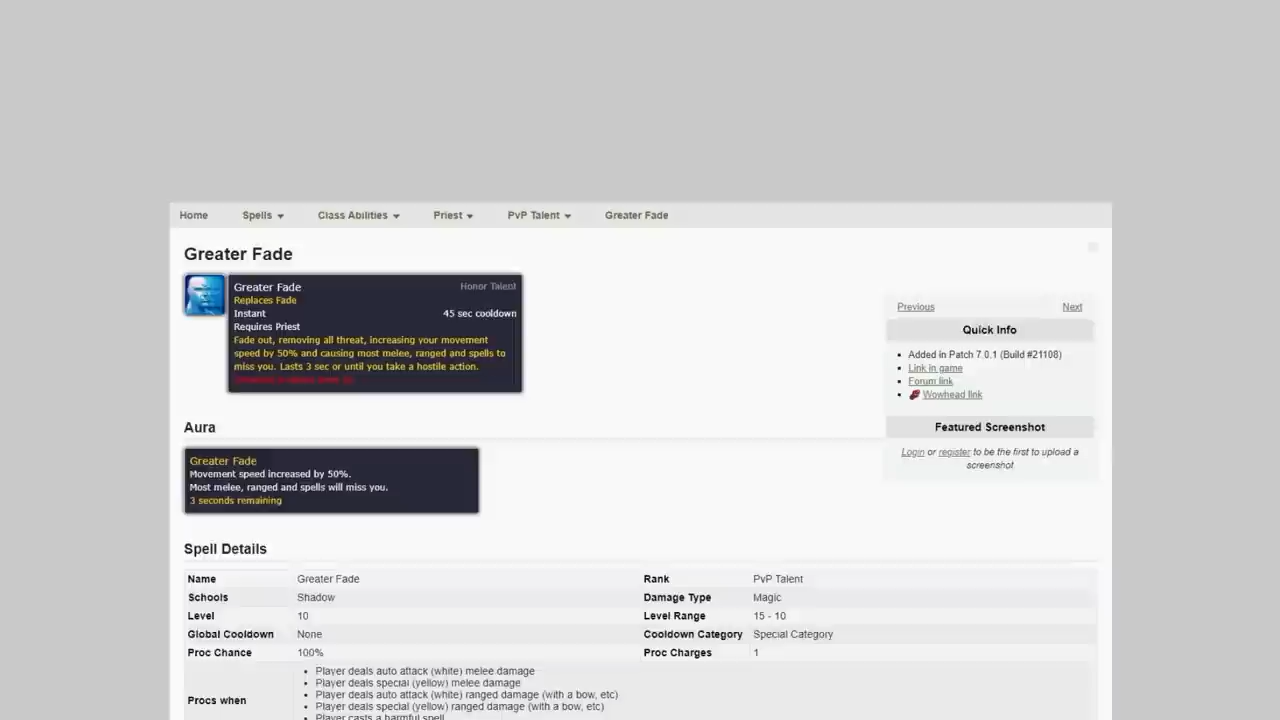 Home Spells Class Abilities Priest PvP Talent Greater Fade
Greater Fade
Greater Fade Honor Talent
Replaces Fade
Instant 45 sec cooldown
Requires Priest
Fade out, removing all threat, increasing your movement
speed by 50% and causing most melee, ranged and spells to
miss you. Lasts 3 sec or until you take a hostile action.
Previous Next
Quick Info
Added in Patch 7.0.1 (Build #21108)
Link in game
Forum link
Wowhead link
Featured Screenshot
Login or register to be the first to upload a
screenshot
Aura
Greater Fade
Movement speed increased by 50%.
Most melee, ranged and spells will miss you.
3 seconds remaining
Spell Details
Name Greater Fade Rank PvP Talent
Schools Shadow Damage Type Magic
Level 10 Level Range 15 - 10
Global Cooldown None Cooldown Category Special Category
Proc Chance 100% Proc Charges 1
Procs when
Player deals auto attack (white) melee damage
Player deals special (yellow) melee damage
Player deals auto attack (white) ranged damage (with a bow, etc)
Player deals special (yellow) ranged damage (with a bow, etc)
Player casts a harmful spell